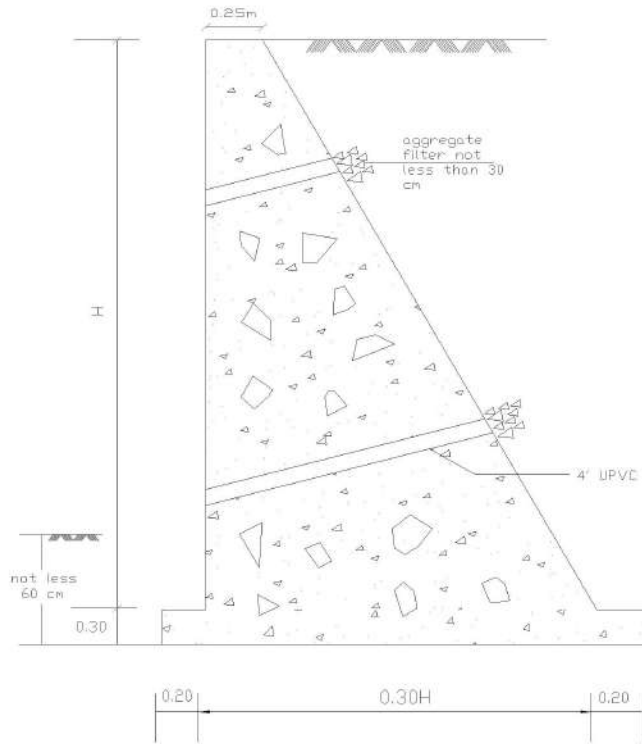 0.25m
aggregate
filter not
less than 30
cm
H
4' UPVC
not less
60 cm
0.30
0.20
0.30H
0.20